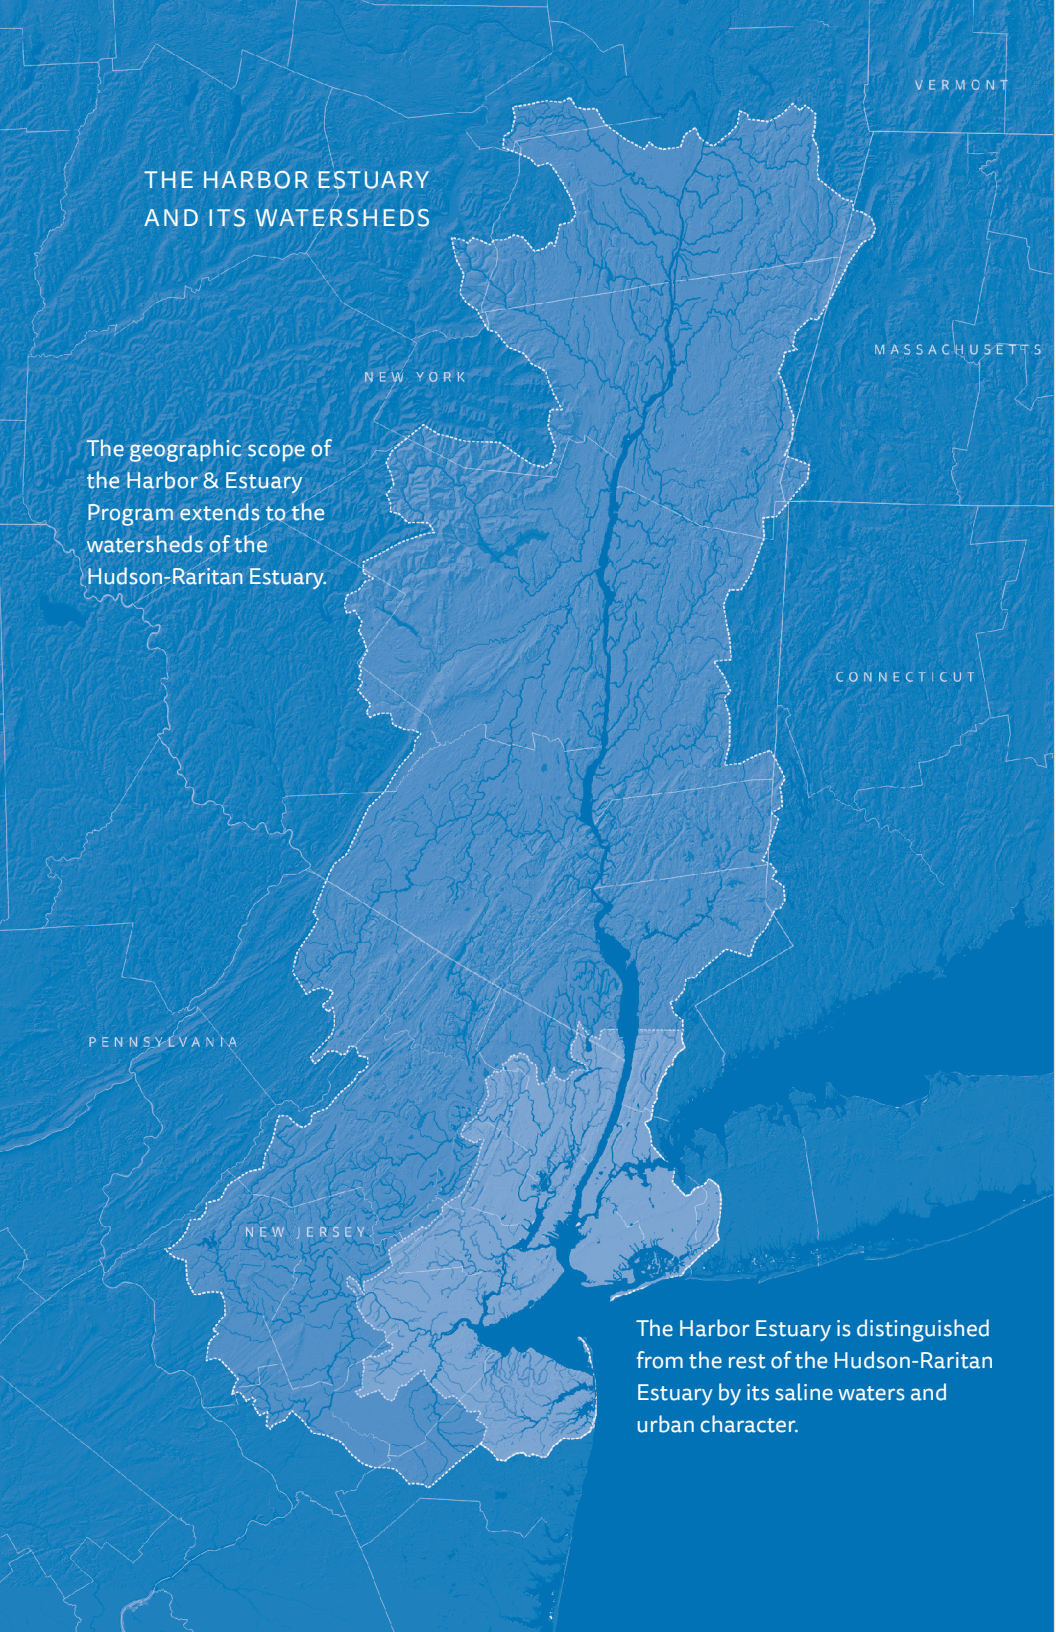 VERMONT
THE HARBOR ESTUARY
AND ITS WATERSHEDS
MASSACHUSETTS
NEW YORK
The geographic scope of
the Harbor & Estuary
Program extends to the
watersheds of the
Hudson-Raritan Estuary.
CONNECTICUT
PENNSYLVANIA
NEW JERSEY
The Harbor Estuary is distinguished
from the rest of the Hudson-Raritan
Estuary by its saline waters and
urban character.